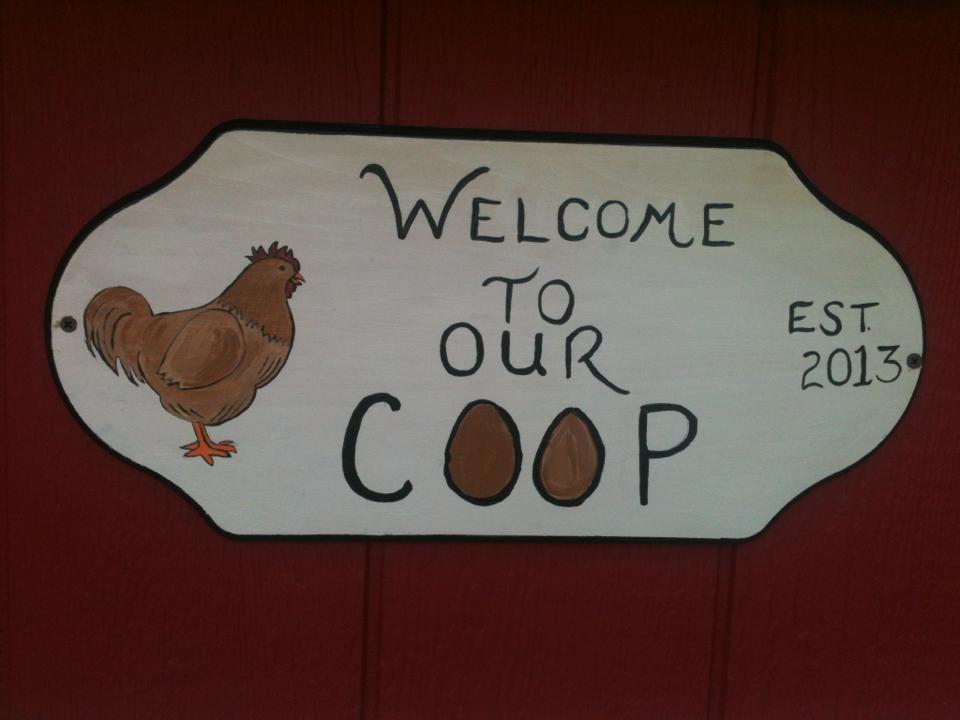 WELCOME
TO
OUR
COOP
EST.
2013